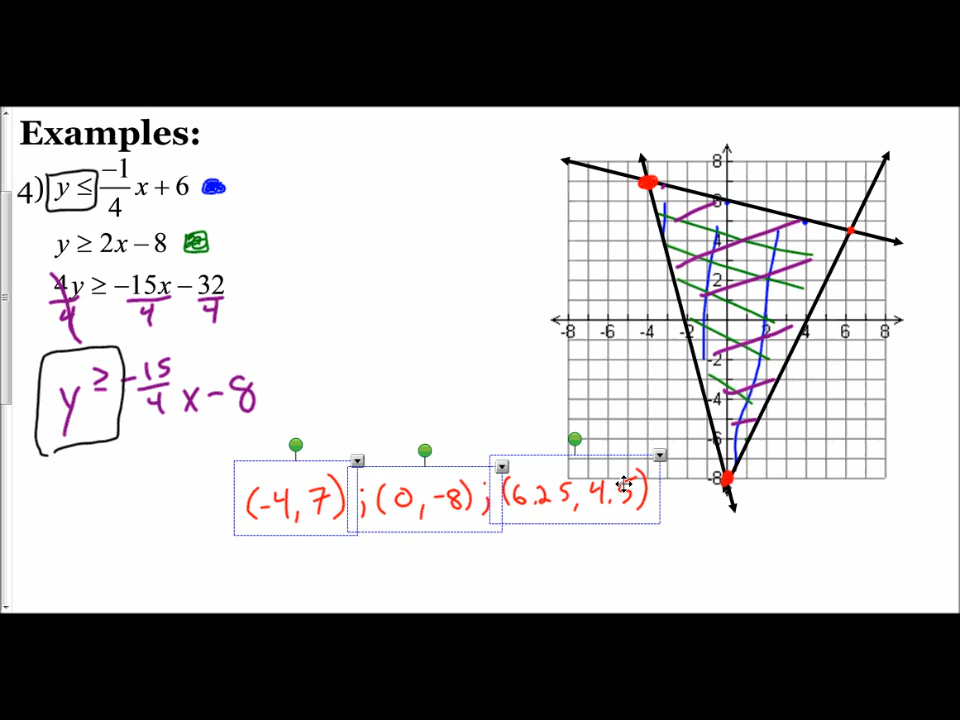 Examples:
4) y ≤ -1/4 x + 6
y ≥ 2x - 8
4y ≥ -15x - 32
4 4 4
y ≥ -15/4 x - 8
(-4, 7) ; (0, -8) ; (6.25, 4.5)
8
6
4
2
-8 -6 -4 -2 2 4 6 8
-2
-4
-6
-8